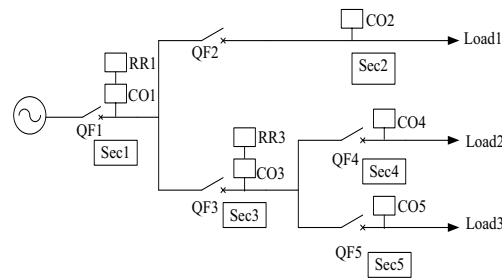 CO2
Load1
QF2
RR1
Sec2
CO1
QF1
Sec1
CO4
RR3
Load2
QF4
CO3
Sec4
QF3
Sec3
CO5
Load3
QF5
Sec5